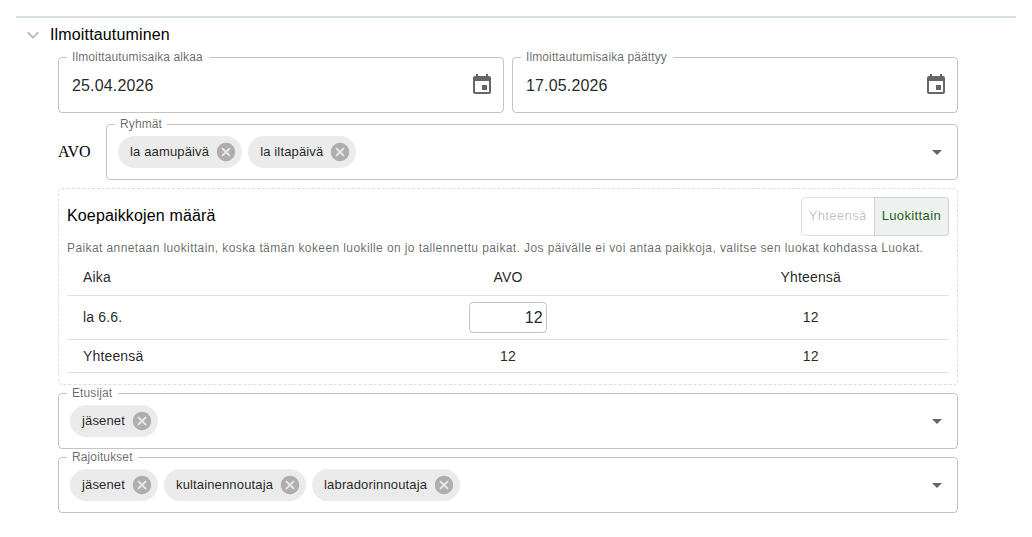 Ilmoittautuminen
Ilmoittautumisaika alkaa
25.04.2026
Ilmoittautumisaika päättyy
17.05.2026
AVO
Ryhmät
la aamupäivä
la iltapäivä
Koepaikkojen määrä
Yhteensä
Luokittain
Paikat annetaan luokittain, koska tämän kokeen luokille on jo tallennettu paikat. Jos päivälle ei voi antaa paikkoja, valitse sen luokat kohdassa Luokat.
Aika AVO Yhteensä
la 6.6. 12 12
Yhteensä 12 12
Etusijat
jäsenet
Rajoitukset
jäsenet kultainennoutaja labradorinnoutaja